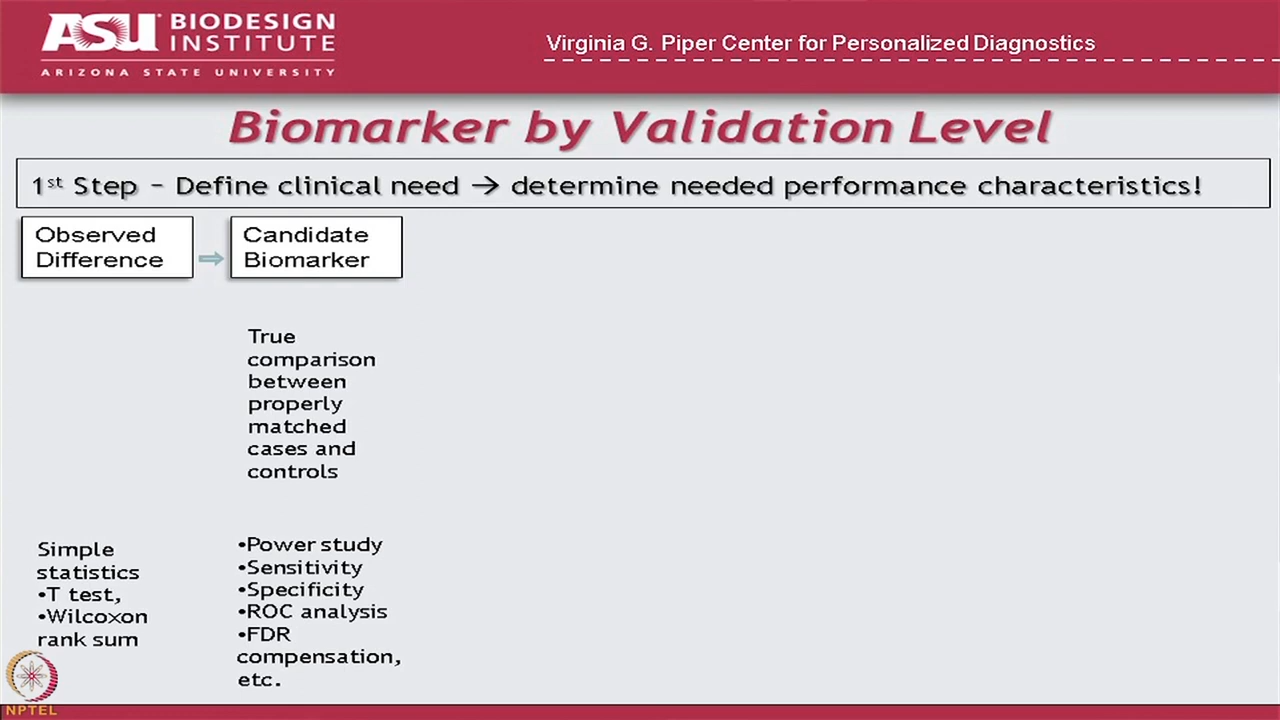 ASU BIODESIGN
INSTITUTE
ARIZONA STATE UNIVERSITY
Virginia G. Piper Center for Personalized Diagnostics
Biomarker by Validation Level
1st Step – Define clinical need → determine needed performance characteristics!
Observed
Difference
Candidate
Biomarker
True
comparison
between
properly
matched
cases and
controls
Simple
statistics
•T test,
•Wilcoxon
rank sum
•Power study
•Sensitivity
•Specificity
•ROC analysis
•FDR
compensation,
etc.
NPTEL